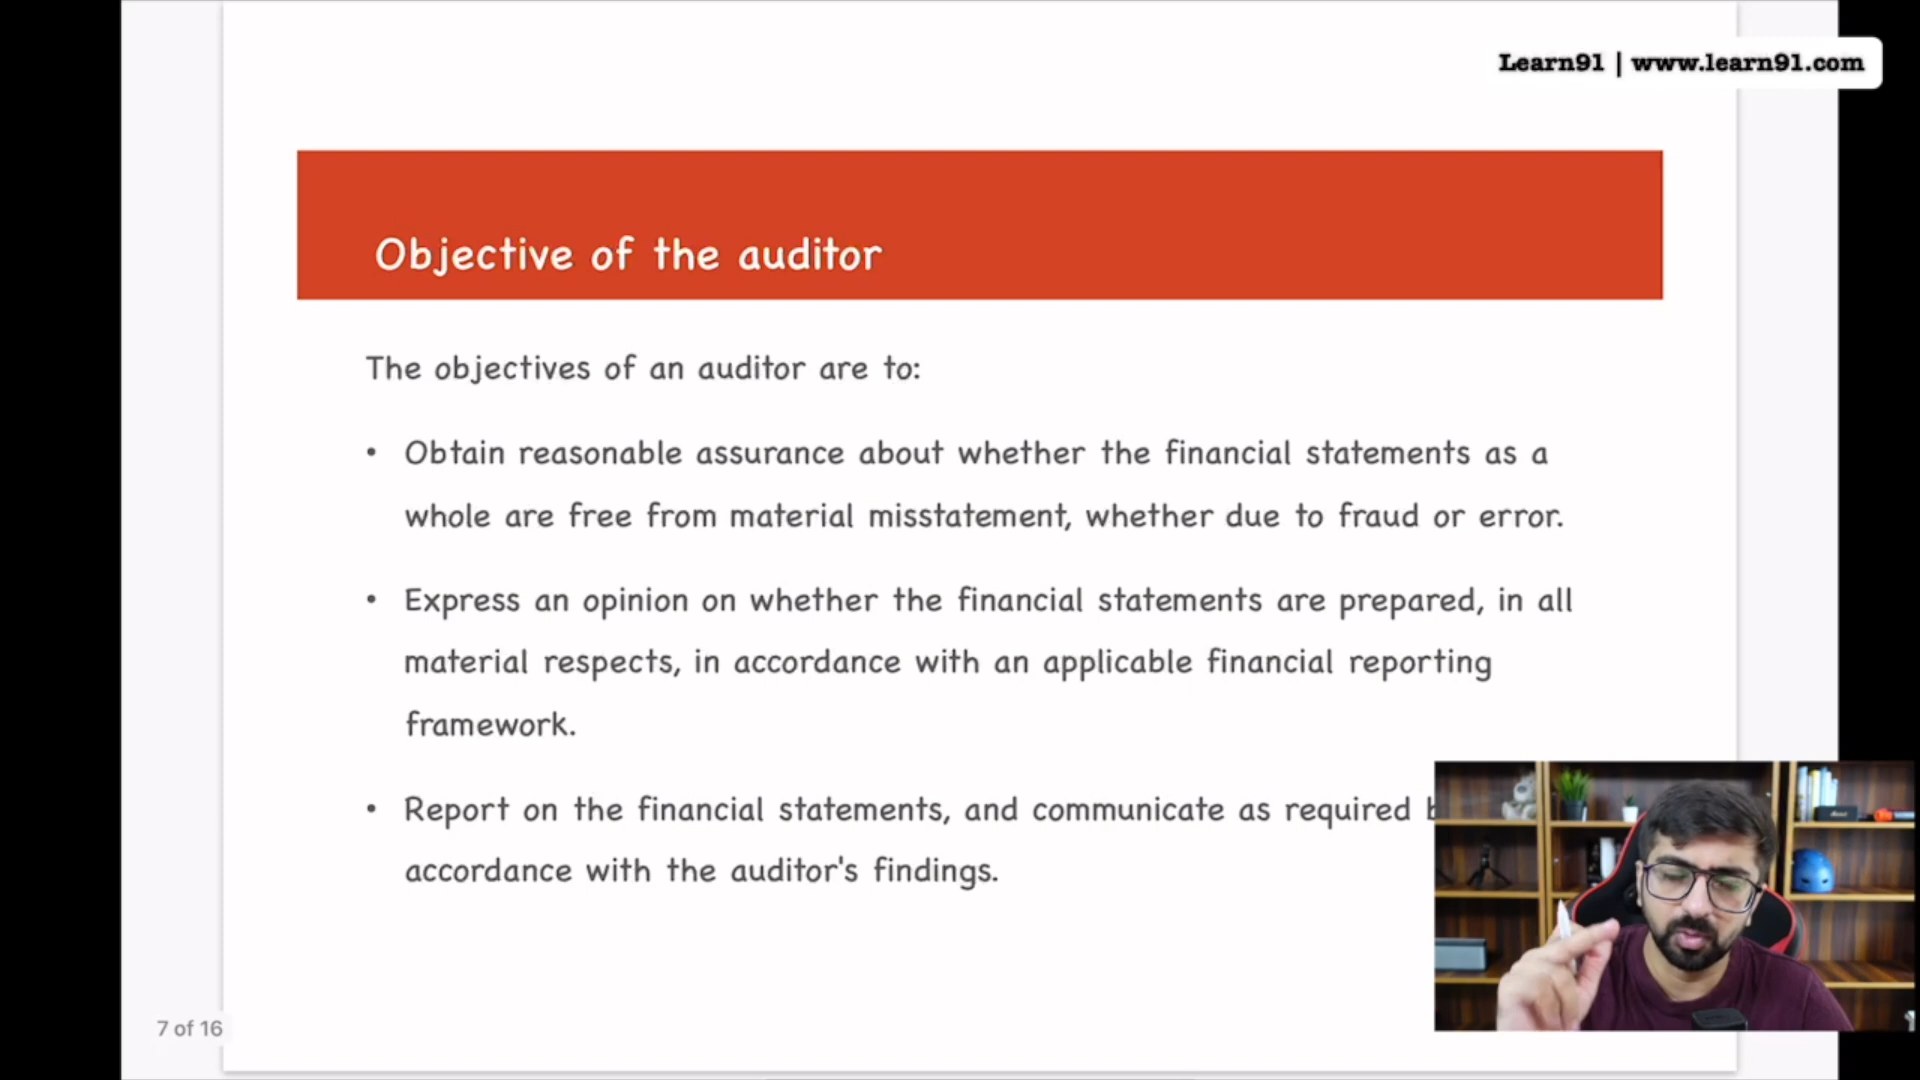 Learn91 | www.learn91.com
Objective of the auditor
The objectives of an auditor are to:
• Obtain reasonable assurance about whether the financial statements as a
whole are free from material misstatement, whether due to fraud or error.
• Express an opinion on whether the financial statements are prepared, in all
material respects, in accordance with an applicable financial reporting
framework.
• Report on the financial statements, and communicate as required
accordance with the auditor's findings.
7 of 16